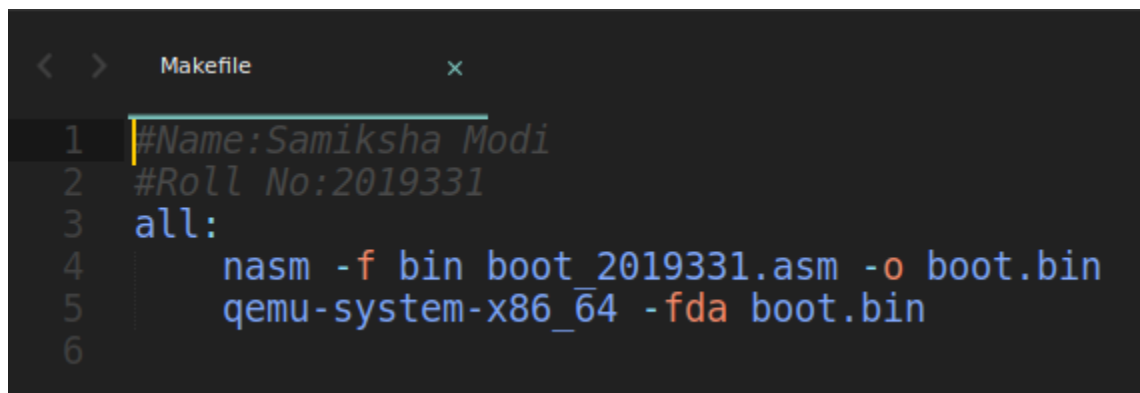 Makefile ×
1 #Name:Samiksha Modi
2 #Roll No:2019331
3 all:
4 nasm -f bin boot_2019331.asm -o boot.bin
5 qemu-system-x86_64 -fda boot.bin
6